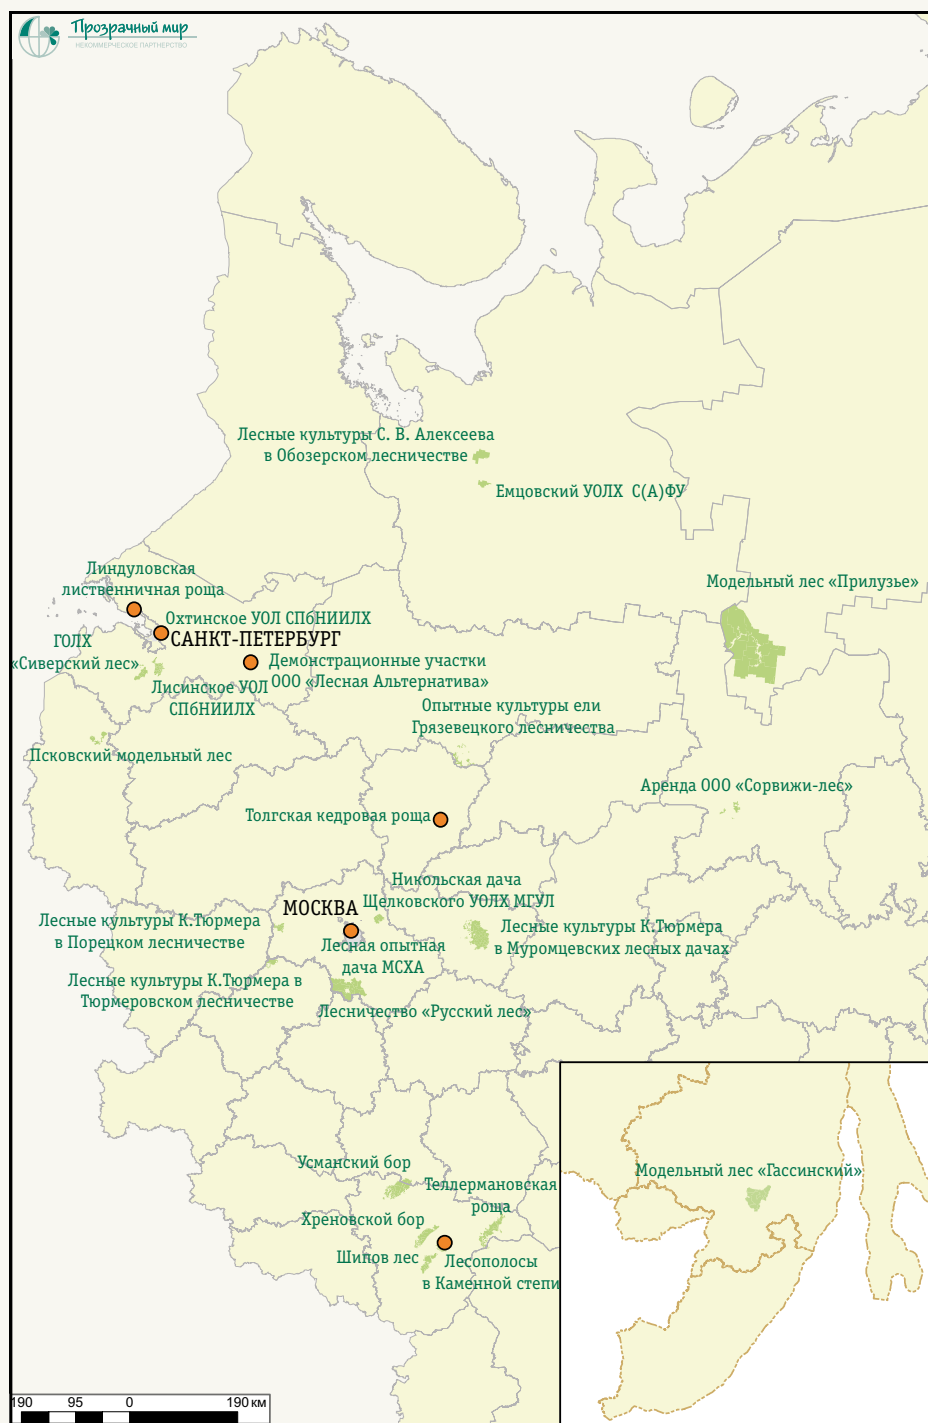 Прозрачный мир
НЕКОММЕРЧЕСКОЕ ПАРТНЕРСТВО
Лесные культуры С. В. Алексеева
в Обозерском лесничестве
Емцовский УОЛХ С(А)ФУ
Линдуловская
лиственничная роща
Модельный лес «Прилузье»
Охтинское УОЛ СПбНИИЛХ
САНКТ-ПЕТЕРБУРГ
ГОЛХ
«Сиверский лес»
Демонстрационные участки
ООО «Лесная Альтернатива»
Лисинское УОЛ
СПбНИИЛХ
Опытные культуры ели
Грязевецкого лесничества
Псковский модельный лес
Аренда ООО «Сорвижи-лес»
Толгская кедровая роща
Никольская дача
Щелковского УОЛХ МГУЛ
МОСКВА
Лесные культуры К.Тюрмера
в Порецком лесничестве
Лесные культуры К.Тюрмера
в Муромцевских лесных дачах
Лесная опытная
дача МСХА
Лесные культуры К.Тюрмера в
Тюрмеровском лесничестве
Лесничество «Русский лес»
Усманский бор
Теллермановская
роща
Хреновской бор
Шипов лес
Лесополосы
в Каменной степи
Модельный лес «Гассинский»
190 95 0 190 км